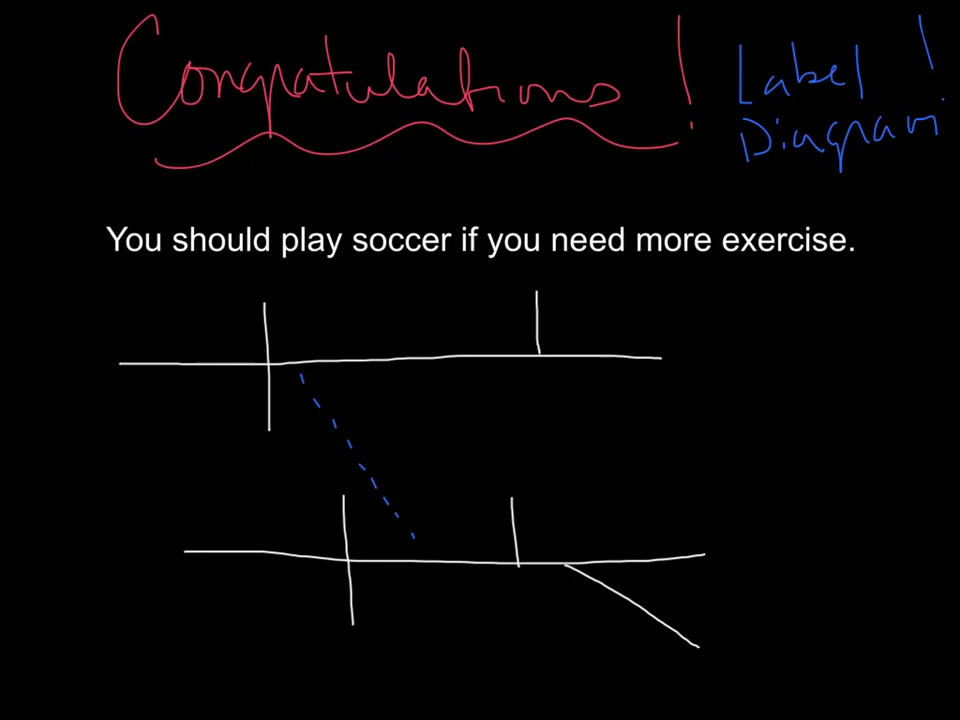 Congratulations!
Label
Diagram!
You should play soccer if you need more exercise.